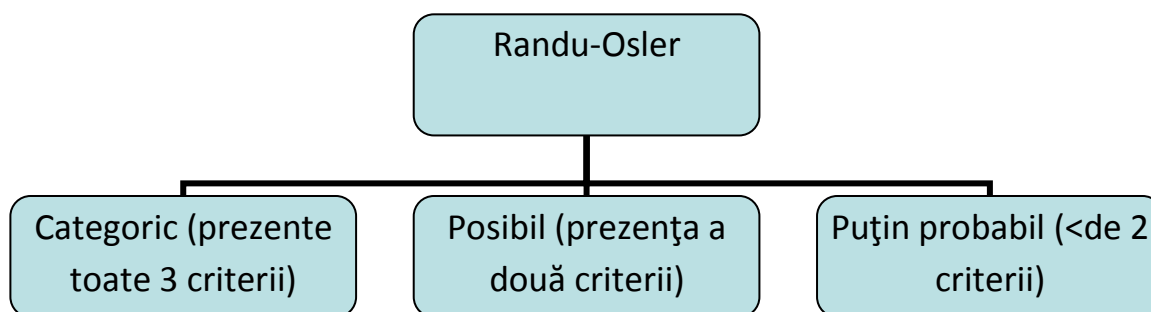 Randu-Osler
Categoric (prezente
toate 3 criterii)
Posibil (prezenţa a
două criterii)
Puţin probabil (<de 2
criterii)